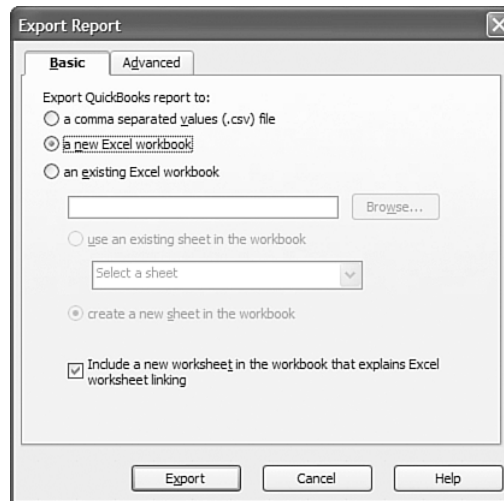 Export Report
Basic
Advanced
Export QuickBooks report to:
a comma separated values (.csv) file
a new Excel workbook
an existing Excel workbook
Browse...
use an existing sheet in the workbook
Select a sheet
create a new sheet in the workbook
Include a new worksheet in the workbook that explains Excel
worksheet linking
Export
Cancel
Help